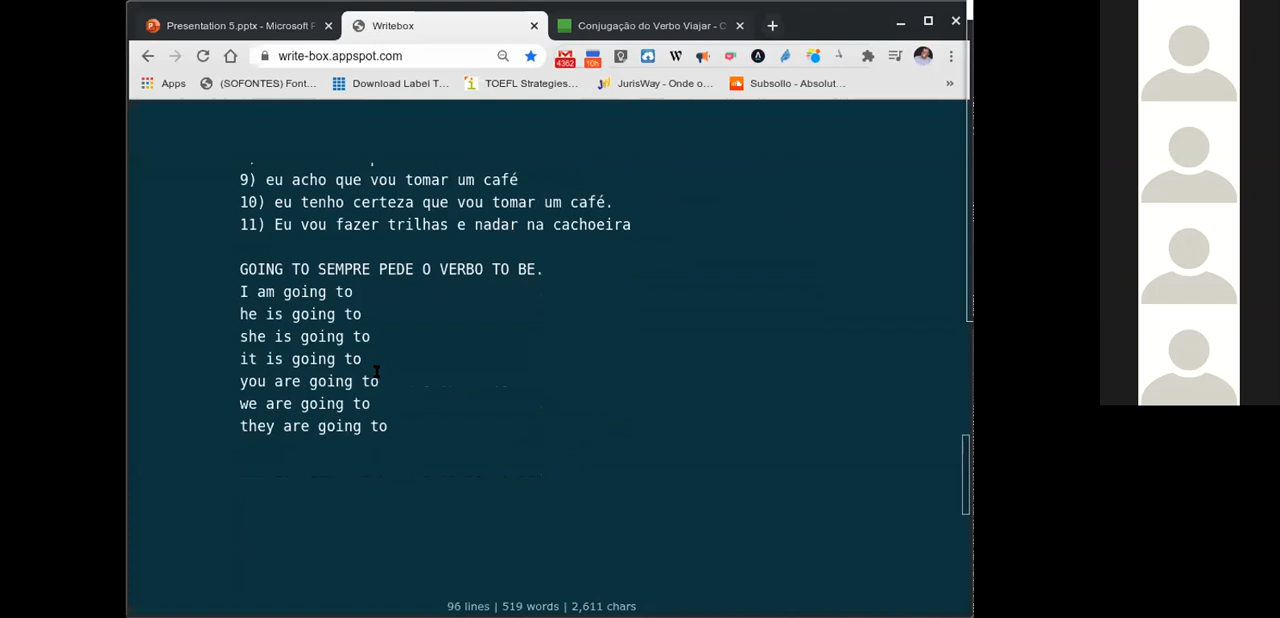 Presentation 5.pptx - Microsoft P
Writebox
Conjugação do Verbo Viajar - C
write-box.appspot.com
4362
10h
W
Apps
(SOFONTES) Font...
Download Label T...
TOEFL Strategies...
JurisWay - Onde o...
Subsollo - Absolut...
»
9) eu acho que vou tomar um café
10) eu tenho certeza que vou tomar um café.
11) Eu vou fazer trilhas e nadar na cachoeira
GOING TO SEMPRE PEDE O VERBO TO BE.
I am going to
he is going to
she is going to
it is going to
you are going to
we are going to
they are going to
96 lines | 519 words | 2,611 chars